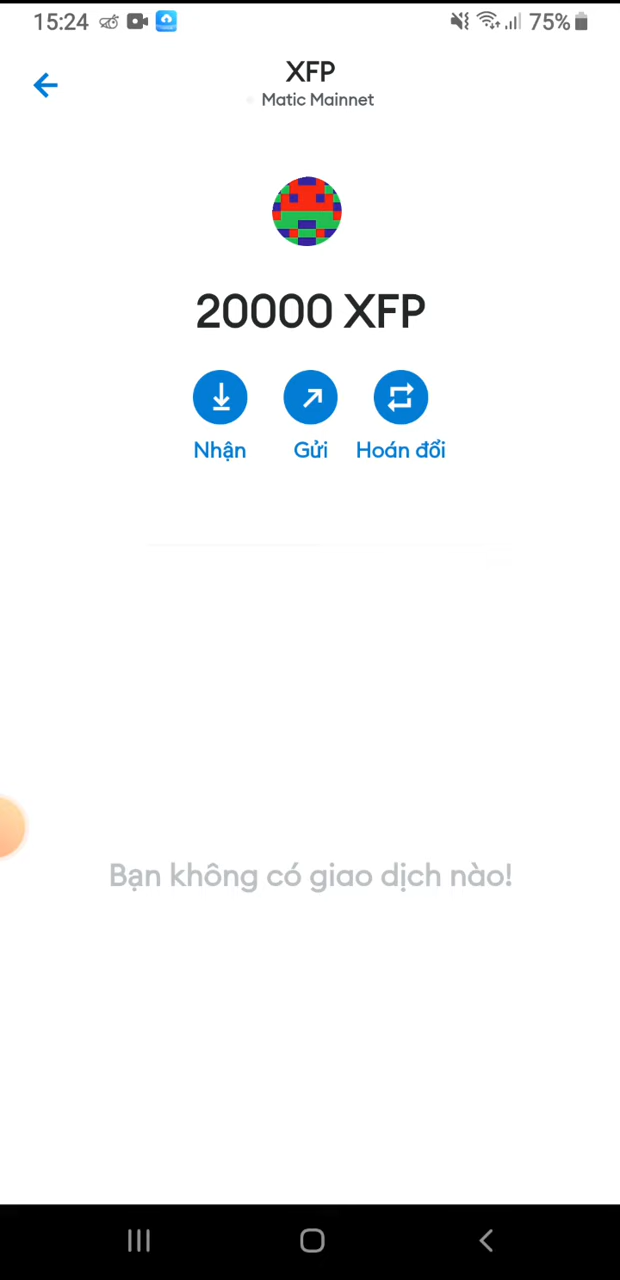 15:24
75%
XFP
Matic Mainnet
20000 XFP
Nhận Gửi Hoán đổi
Bạn không có giao dịch nào!